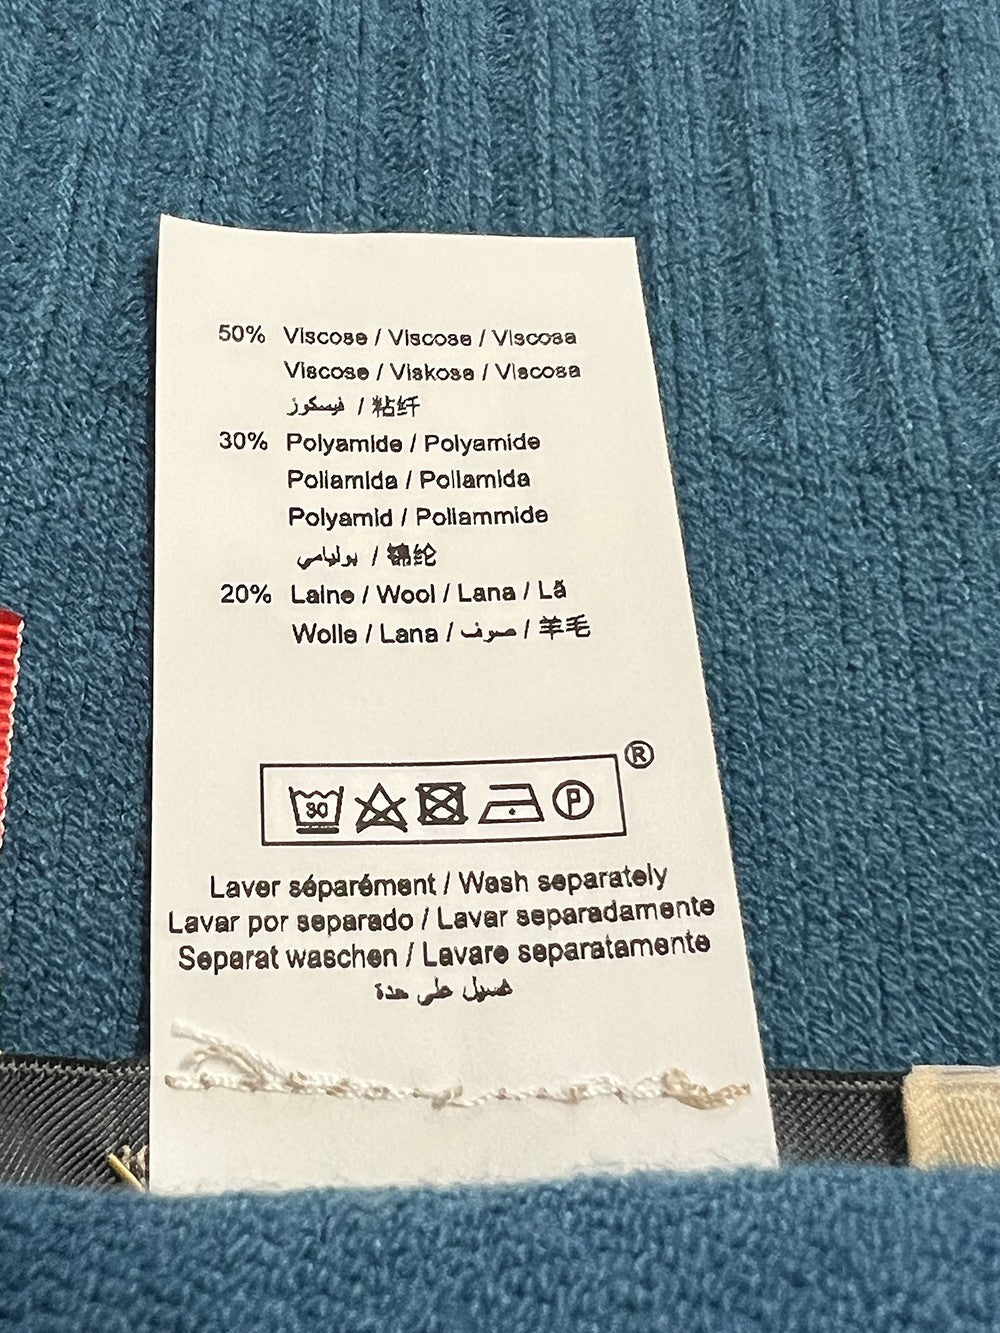 50% Viscose / Viscose / Viscosa
Viscose / Viskose / Viscosa
فيسكوز / 粘纤
30% Polyamide / Polyamide
Poliamida / Poliamida
Polyamid / Poliammide
بوليامي / 锦纶
20% Laine / Wool / Lana / Lã
Wolle / Lana / صوف / 羊毛
®
30 P
Laver séparément / Wash separately
Lavar por separado / Lavar separadamente
Separat waschen / Lavare separatamente
غسيل على حدة